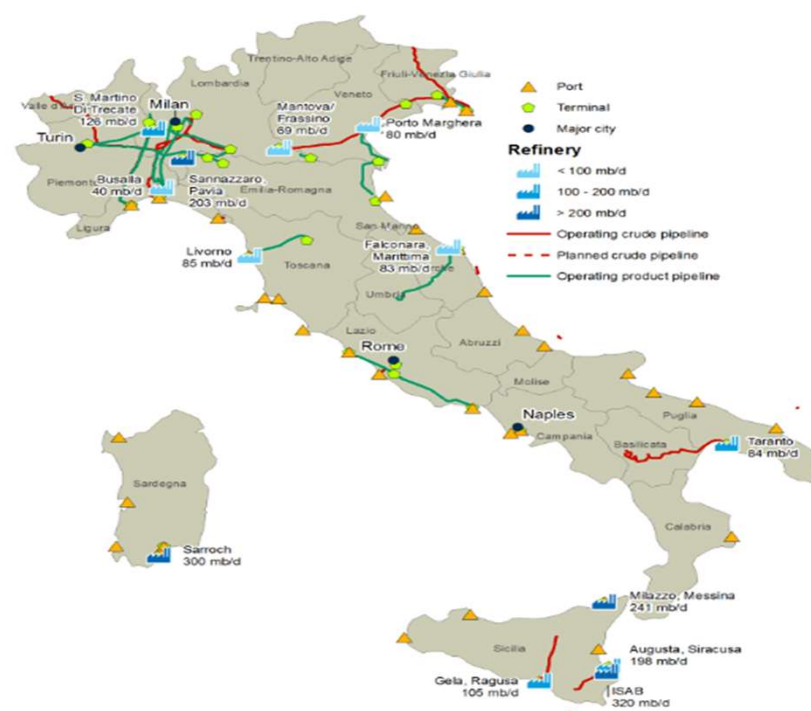 Trentino-Alto Adige
Friuli-Venezia Giulia
Lombardia
Veneto
S. Martino
Di Trecate
126 mb/d
Milan
Mantova/
Frassino
69 mb/d
Porto Marghera
80 mb/d
Turin
Busalla
40 mb/d
Sannazzaro,
Pavia
203 mb/d
Emilia-Romagna
Ligura
Livorno
85 mb/d
Toscana
Falconara,
Marittima
83 mb/d
Umbria
Lazio
Rome
Abruzzi
Molise
Naples
Campania
Puglia
Basilicata
Taranto
84 mb/d
Calabria
Sardegna
Sarroch
300 mb/d
Milazzo, Messina
241 mb/d
Sicilia
Augusta, Siracusa
198 mb/d
Gela, Ragusa
105 mb/d
ISAB
320 mb/d
Port
Terminal
Major city
Refinery
< 100 mb/d
100 - 200 mb/d
> 200 mb/d
Operating crude pipeline
Planned crude pipeline
Operating product pipeline